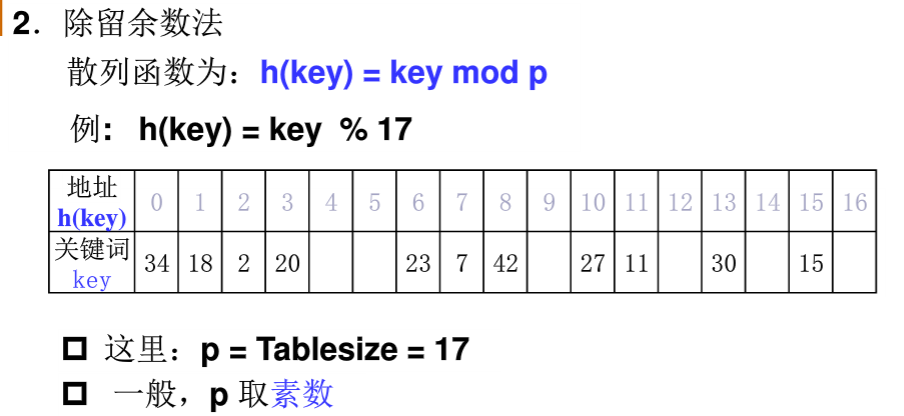 2. 除留余数法
散列函数为：h(key) = key mod p
例: h(key) = key % 17
地址 h(key) 0 1 2 3 4 5 6 7 8 9 10 11 12 13 14 15 16
关键词 key 34 18 2 20 23 7 42 27 11 30 15
这里：p = Tablesize = 17
一般，p 取素数